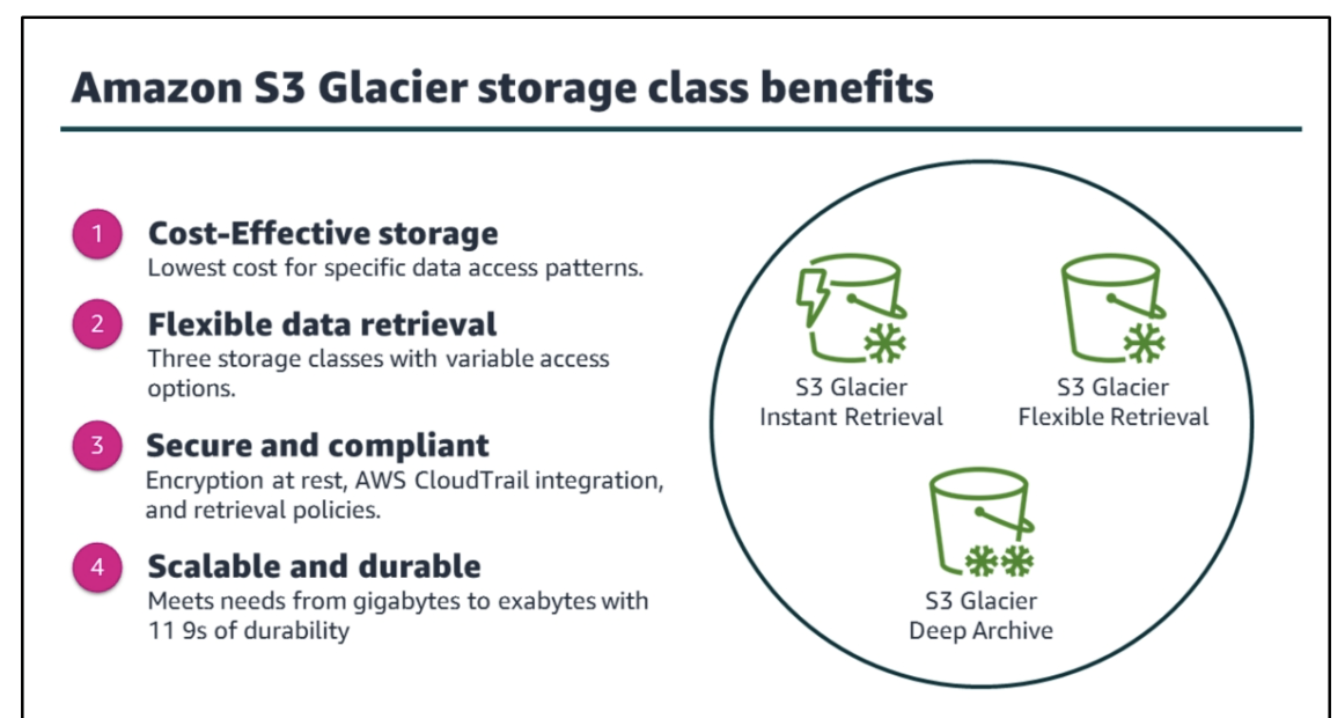 Amazon S3 Glacier storage class benefits
1
Cost-Effective storage
Lowest cost for specific data access patterns.
2
Flexible data retrieval
Three storage classes with variable access
options.
3
Secure and compliant
Encryption at rest, AWS CloudTrail integration,
and retrieval policies.
4
Scalable and durable
Meets needs from gigabytes to exabytes with
11 9s of durability
S3 Glacier
Instant Retrieval
S3 Glacier
Flexible Retrieval
S3 Glacier
Deep Archive